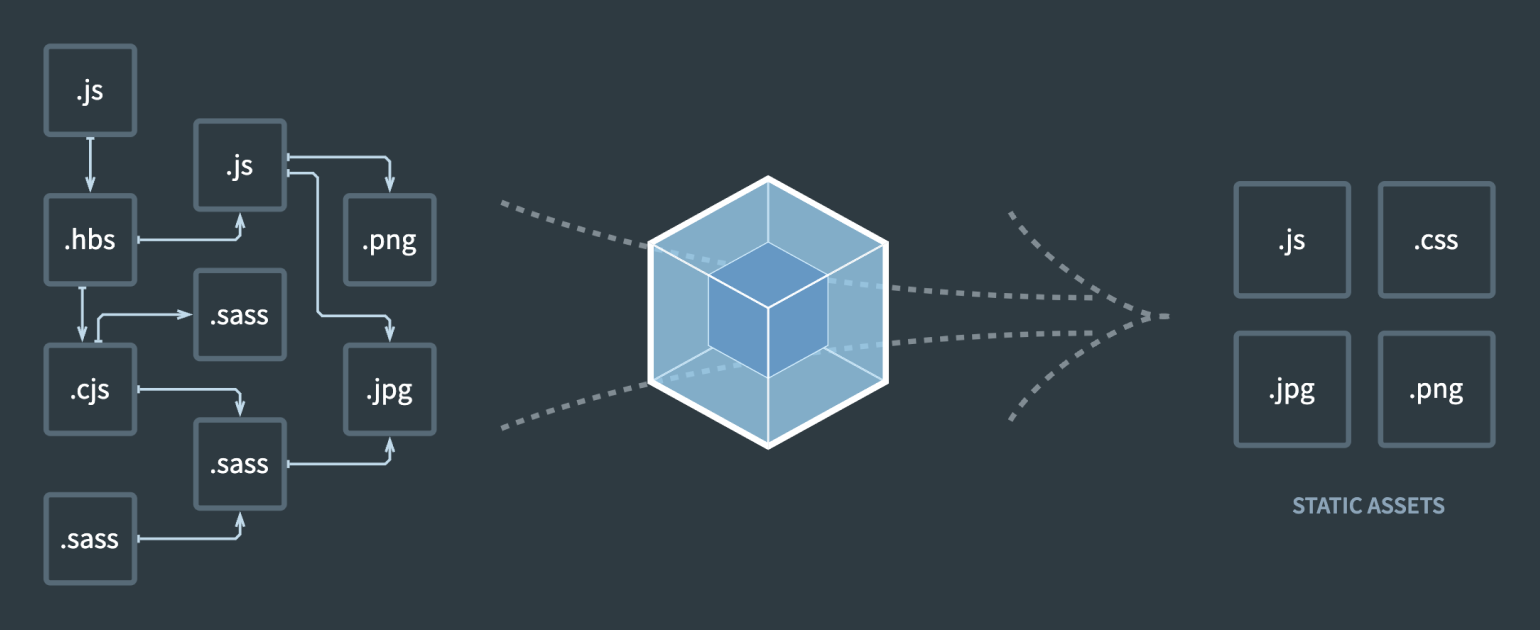 .js
.js
.hbs
.png
.sass
.cjs
.jpg
.sass
.sass
.js
.css
.jpg
.png
STATIC ASSETS